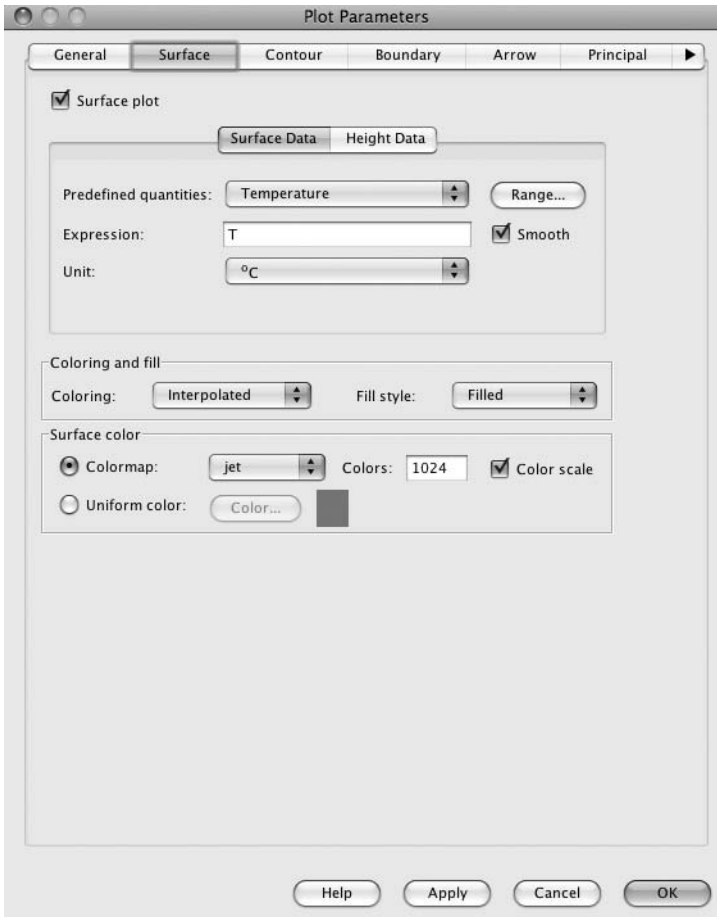 Plot Parameters
General Surface Contour Boundary Arrow Principal
Surface plot
Surface Data Height Data
Predefined quantities: Temperature Range...
Expression: T Smooth
Unit: °C
Coloring and fill
Coloring: Interpolated Fill style: Filled
Surface color
Colormap: jet Colors: 1024 Color scale
Uniform color: Color...
Help Apply Cancel OK